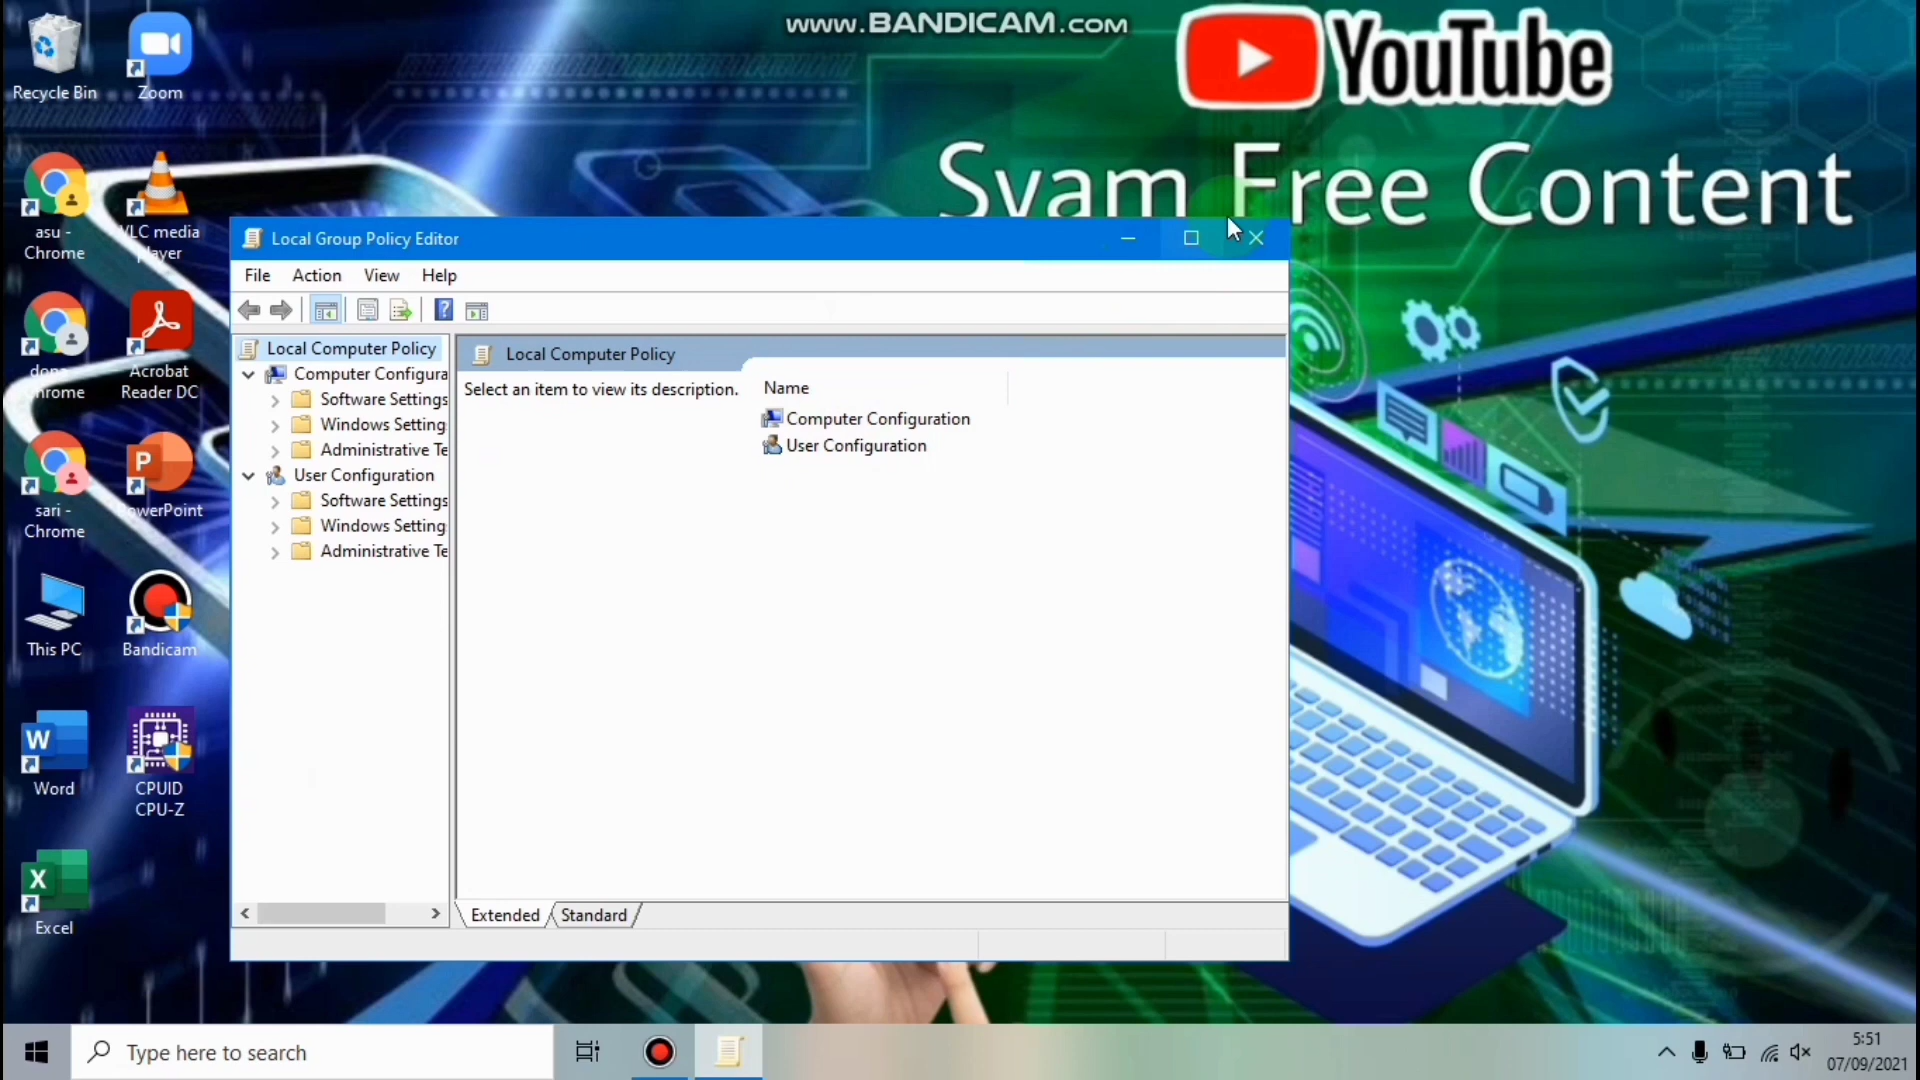 www.BANDICAM.com
YouTube
Svam Free Content
Recycle Bin
Zoom
asu -
Chrome
VLC media
player
Chrome
Acrobat
Reader DC
sari -
Chrome
PowerPoint
This PC
Bandicam
Word
CPUID
CPU-Z
Excel
Local Group Policy Editor
File Action View Help
Local Computer Policy
Computer Configura
Software Settings
Windows Setting
Administrative Te
User Configuration
Software Settings
Windows Setting
Administrative Te
Local Computer Policy
Select an item to view its description.
Name
Computer Configuration
User Configuration
Extended
Standard
Type here to search
5:51
07/09/2021